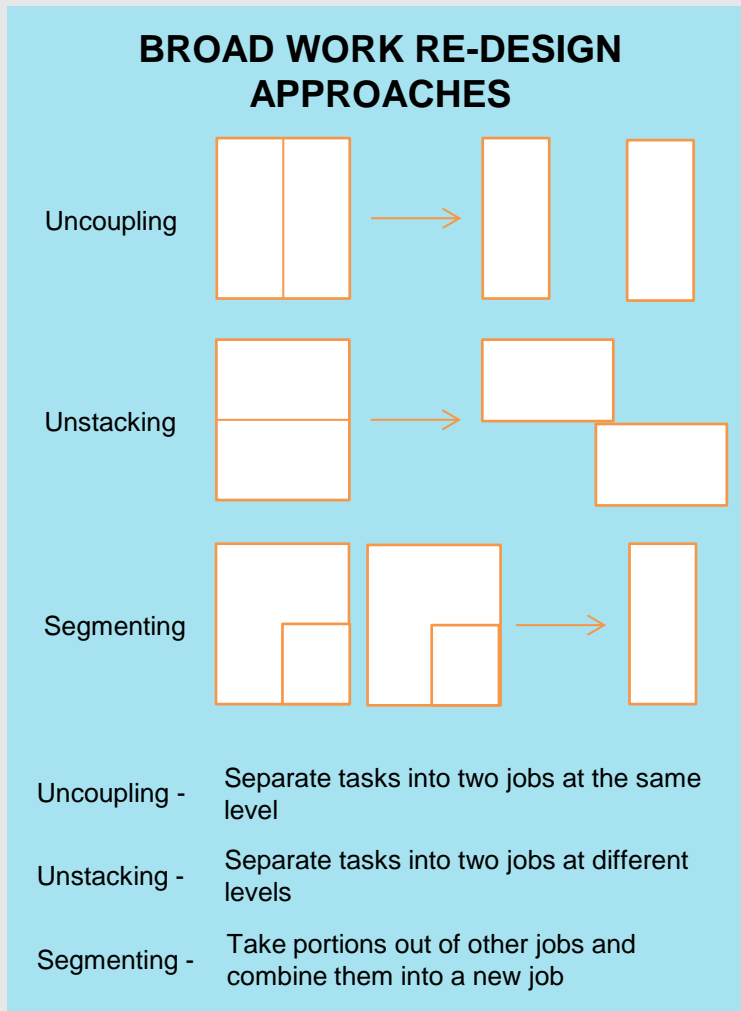 BROAD WORK RE-DESIGN
APPROACHES
Uncoupling
Unstacking
Segmenting
Uncoupling - Separate tasks into two jobs at the same
level
Unstacking - Separate tasks into two jobs at different
levels
Segmenting - Take portions out of other jobs and
combine them into a new job